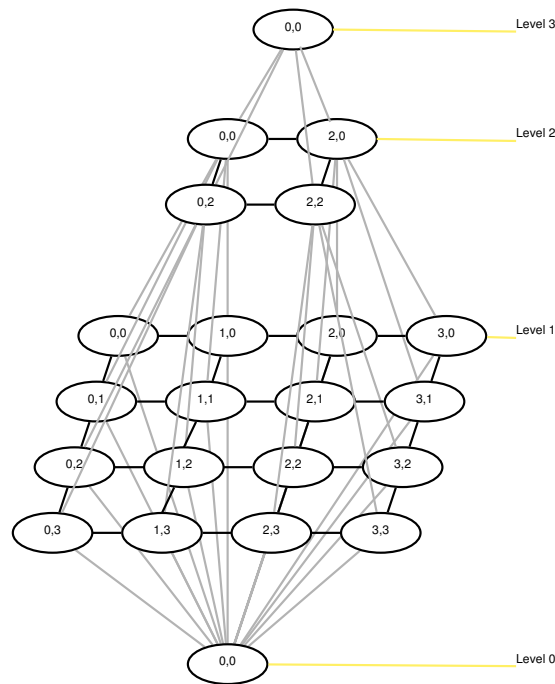 0,0 Level 3
0,0 2,0 Level 2
0,2 2,2
0,0 1,0 2,0 3,0 Level 1
0,1 1,1 2,1 3,1
0,2 1,2 2,2 3,2
0,3 1,3 2,3 3,3
0,0 Level 0